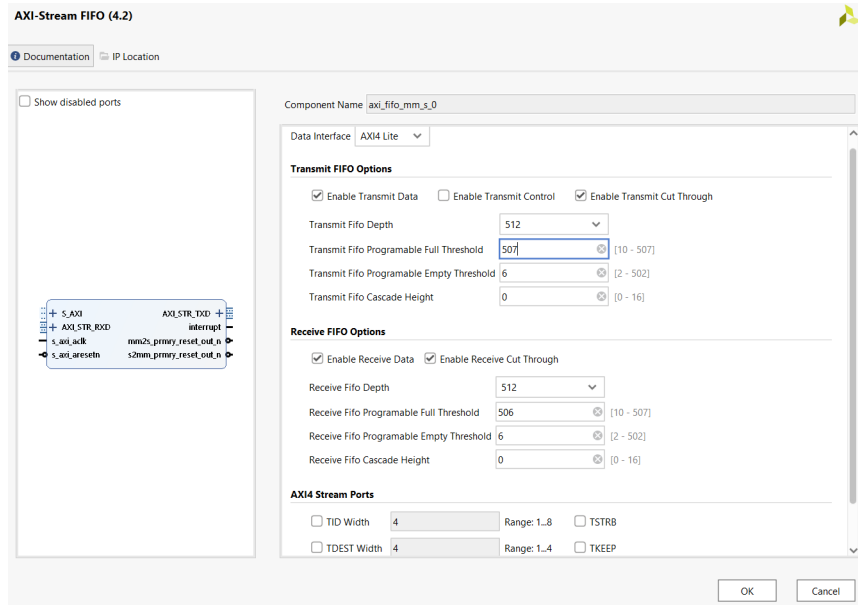 AXI-Stream FIFO (4.2)
Documentation IP Location
Show disabled ports
Component Name axi_fifo_mm_s_0
Data Interface AXI4 Lite
Transmit FIFO Options
Enable Transmit Data Enable Transmit Control Enable Transmit Cut Through
Transmit Fifo Depth 512
Transmit Fifo Programable Full Threshold 507 [10 - 507]
Transmit Fifo Programable Empty Threshold 6 [2 - 502]
Transmit Fifo Cascade Height 0 [0 - 16]
S_AXI AXI_STR_TXD
AXI_STR_RXD interrupt
s_axi_aclk mm2s_prmry_reset_out_n
s_axi_aresetn s2mm_prmry_reset_out_n
Receive FIFO Options
Enable Receive Data Enable Receive Cut Through
Receive Fifo Depth 512
Receive Fifo Programable Full Threshold 506 [10 - 507]
Receive Fifo Programable Empty Threshold 6 [2 - 502]
Receive Fifo Cascade Height 0 [0 - 16]
AXI4 Stream Ports
TID Width 4 Range: 1...8 TSTRB
TDEST Width 4 Range: 1...4 TKEEP
OK Cancel